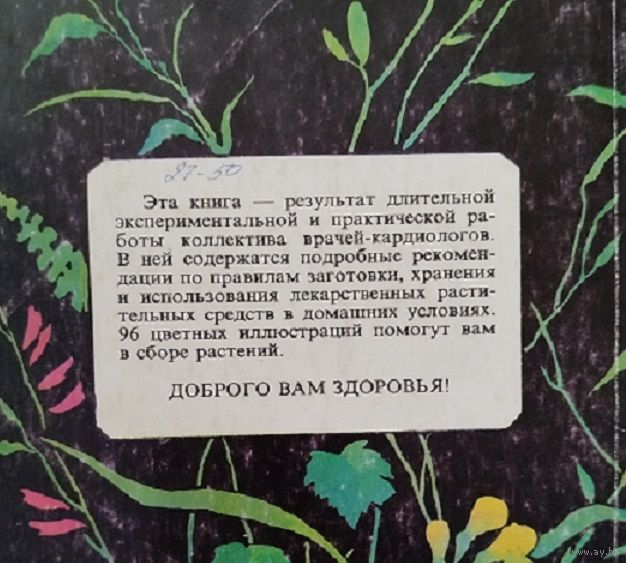 27-50
Эта книга — результат длительной
экспериментальной и практической ра-
боты коллектива врачей-кардиологов.
В ней содержатся подробные рекомен-
дации по правилам заготовки, хранения
и использования лекарственных расти-
тельных средств в домашних условиях.
96 цветных иллюстраций помогут вам
в сборе растений.
ДОБРОГО ВАМ ЗДОРОВЬЯ!